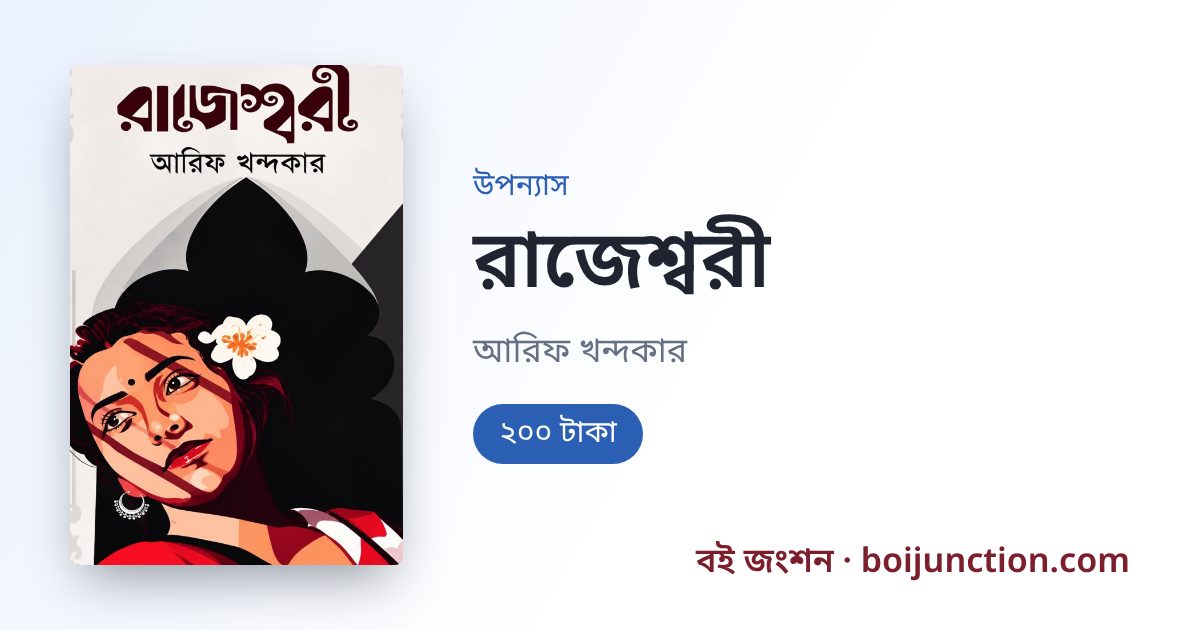 রাজেশ্বরী
আরিফ খন্দকার
উপন্যাস
রাজেশ্বরী
আরিফ খন্দকার
২০০ টাকা
বই জংশন · boijunction.com